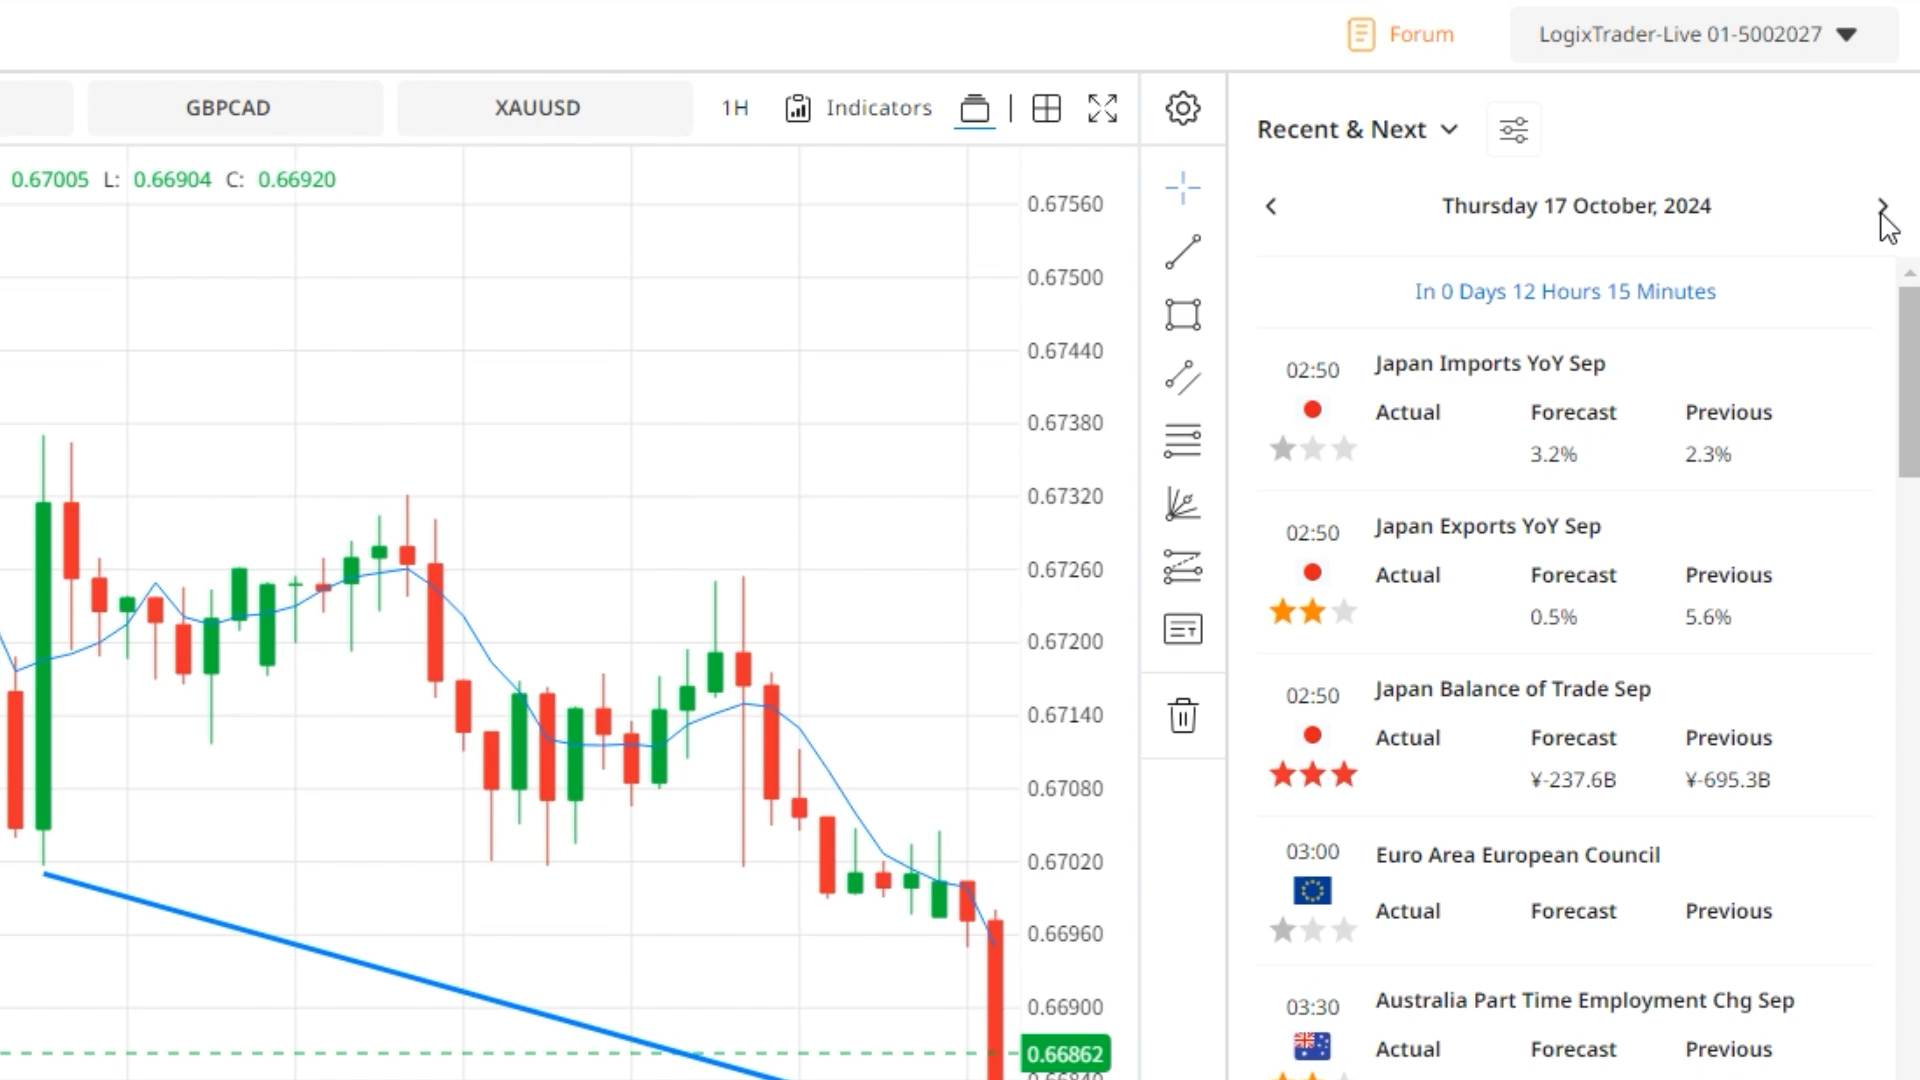 Forum
LogixTrader-Live 01-5002027
GBPCAD
XAUUSD
1H
Indicators
Recent & Next
0.67005 L: 0.66904 C: 0.66920
0.67560
0.67500
0.67440
0.67380
0.67320
0.67260
0.67200
0.67140
0.67080
0.67020
0.66960
0.66900
0.66862
0.66840
Thursday 17 October, 2024
In 0 Days 12 Hours 15 Minutes
02:50 Japan Imports YoY Sep
Actual Forecast Previous
3.2% 2.3%
02:50 Japan Exports YoY Sep
Actual Forecast Previous
0.5% 5.6%
02:50 Japan Balance of Trade Sep
Actual Forecast Previous
¥-237.6B ¥-695.3B
03:00 Euro Area European Council
Actual Forecast Previous
03:30 Australia Part Time Employment Chg Sep
Actual Forecast Previous